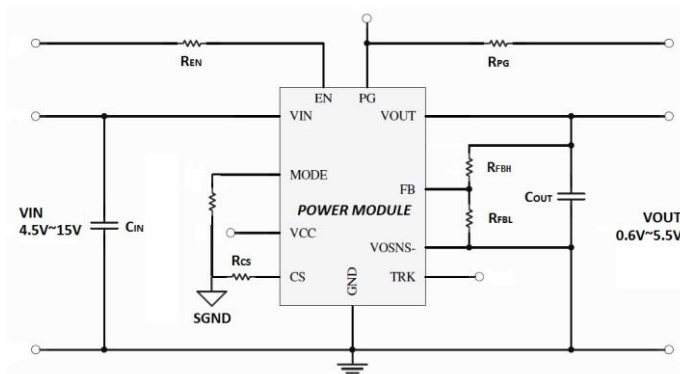 REN
RPG
EN PG
VIN VOUT
MODE
RFBH
FB
POWER MODULE
COUT
VIN
4.5V~15V
CIN
RFBL
VOUT
0.6V~5.5V
VCC
VOSNS-
RCS
CS
TRK
GND
SGND